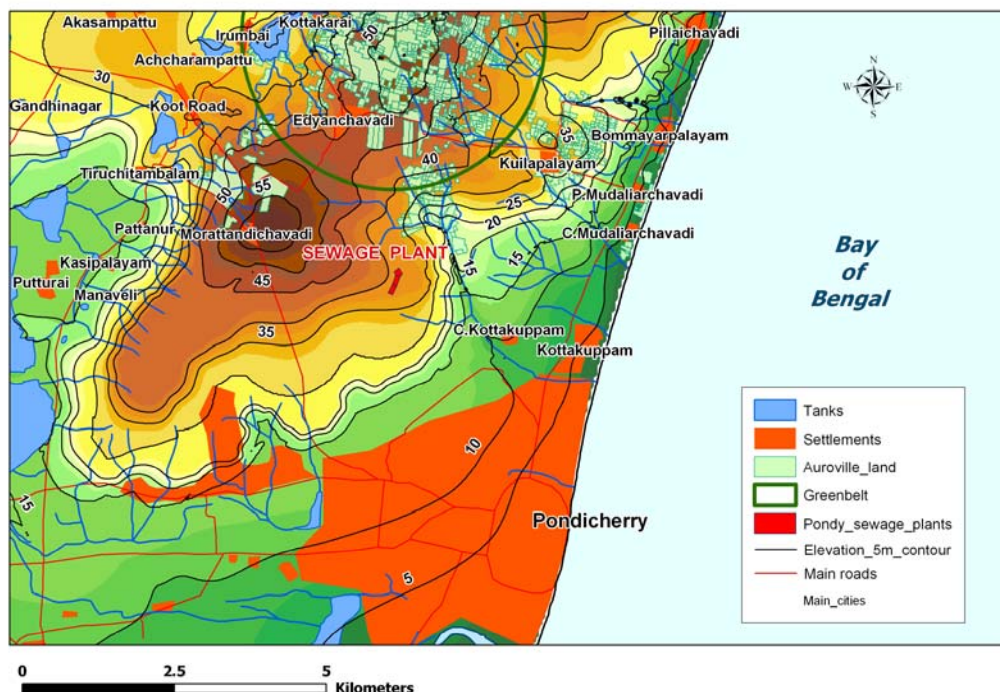 Akasampattu
Kottakarai
Irumbai
Pillaichavadi
50
Achcharampattu
30
N
W E
S
Gandhinagar
Koot Road
Edyanchavadi
35
Bommayarpalayam
40
Kuilapalayam
Tiruchitambalam
55
50
P.Mudaliarchavadi
25
20
Pattanur
Morattandichavadi
C.Mudaliarchavadi
SEWAGE PLANT
15
15
Kasipalayam
Putturai
45
Manaveli
Bay
of
Bengal
35
C.Kottakuppam
Kottakuppam
10
15
Pondicherry
5
Tanks
Settlements
Auroville_land
Greenbelt
Pondy_sewage_plants
Elevation_5m_contour
Main roads
Main_cities
0 2.5 5
Kilometers